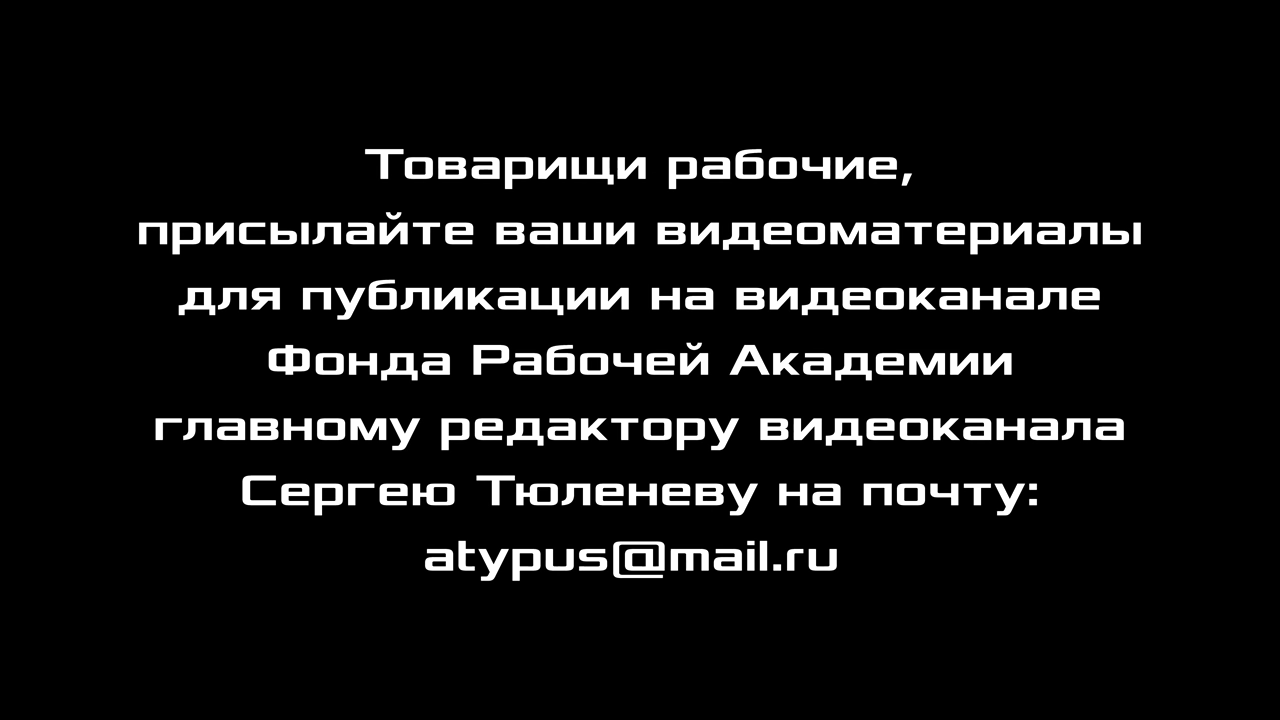 Товарищи рабочие,
присылайте ваши видеоматериалы
для публикации на видеоканале
Фонда Рабочей Академии
главному редактору видеоканала
Сергею Тюленеву на почту:
atypus@mail.ru